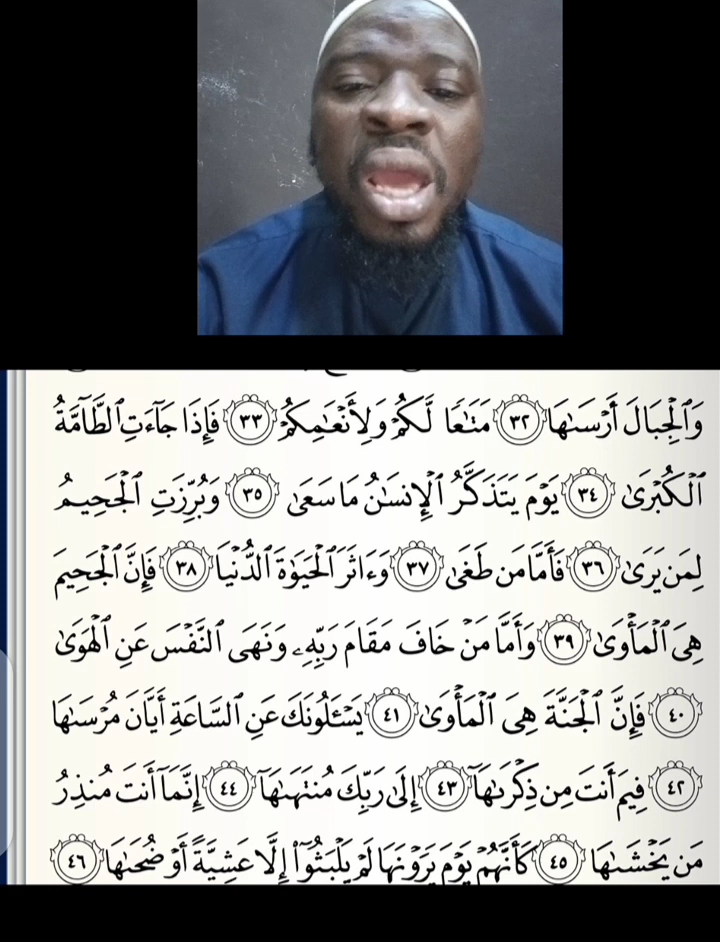 وَٱلْجِبَالَ أَرْسَىٰهَا ٣٢ مَتَٰعًا لَّكُمْ وَلِأَنْعَٰمِكُمْ ٣٣ فَإِذَا جَآءَتِ ٱلطَّآمَّةُ
ٱلْكُبْرَىٰ ٣٤ يَوْمَ يَتَذَكَّرُ ٱلْإِنسَٰنُ مَا سَعَىٰ ٣٥ وَبُرِّزَتِ ٱلْجَحِيمُ
لِمَن يَرَىٰ ٣٦ فَأَمَّا مَن طَغَىٰ ٣٧ وَءَاثَرَ ٱلْحَيَوٰةَ ٱلدُّنْيَا ٣٨ فَإِنَّ ٱلْجَحِيمَ
هِىَ ٱلْمَأْوَىٰ ٣٩ وَأَمَّا مَنْ خَافَ مَقَامَ رَبِّهِۦ وَنَهَى ٱلنَّفْسَ عَنِ ٱلْهَوَىٰ
٤٠ فَإِنَّ ٱلْجَنَّةَ هِىَ ٱلْمَأْوَىٰ ٤١ يَسْـَٔلُونَكَ عَنِ ٱلسَّاعَةِ أَيَّانَ مُرْسَىٰهَا
٤٢ فِيمَ أَنتَ مِن ذِكْرَىٰهَآ ٤٣ إِلَىٰ رَبِّكَ مُنتَهَىٰهَآ ٤٤ إِنَّمَآ أَنتَ مُنذِرُ
مَن يَخْشَىٰهَا ٤٥ كَأَنَّهُمْ يَوْمَ يَرَوْنَهَا لَمْ يَلْبَثُوٓا۟ إِلَّا عَشِيَّةً أَوْ ضُحَىٰهَا ٤٦